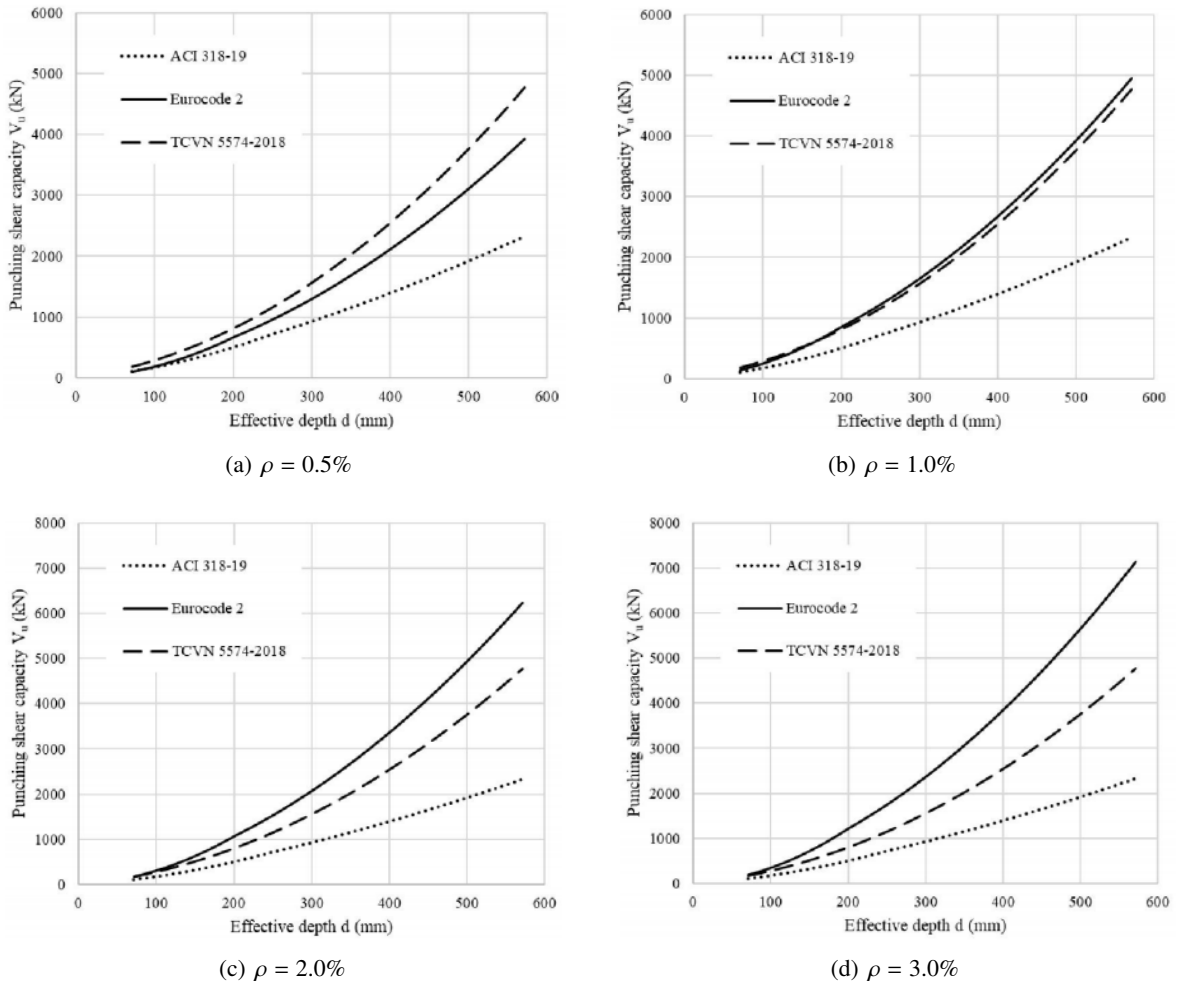 6000
5000
4000
3000
2000
1000
0
Punching shear capacity Vu (kN)
ACI 318-19
Eurocode 2
TCVN 5574-2018
0 100 200 300 400 500 600
Effective depth d (mm)
(a) ρ = 0.5%
6000
5000
4000
3000
2000
1000
0
Punching shear capacity Vu (kN)
ACI 318-19
Eurocode 2
TCVN 5574-2018
0 100 200 300 400 500 600
Effective depth d (mm)
(b) ρ = 1.0%
8000
7000
6000
5000
4000
3000
2000
1000
0
Punching shear capacity Vu (kN)
ACI 318-19
Eurocode 2
TCVN 5574-2018
0 100 200 300 400 500 600
Effective depth d (mm)
(c) ρ = 2.0%
8000
7000
6000
5000
4000
3000
2000
1000
0
Punching shear capacity Vu (kN)
ACI 318-19
Eurocode 2
TCVN 5574-2018
0 100 200 300 400 500 600
Effective depth d (mm)
(d) ρ = 3.0%